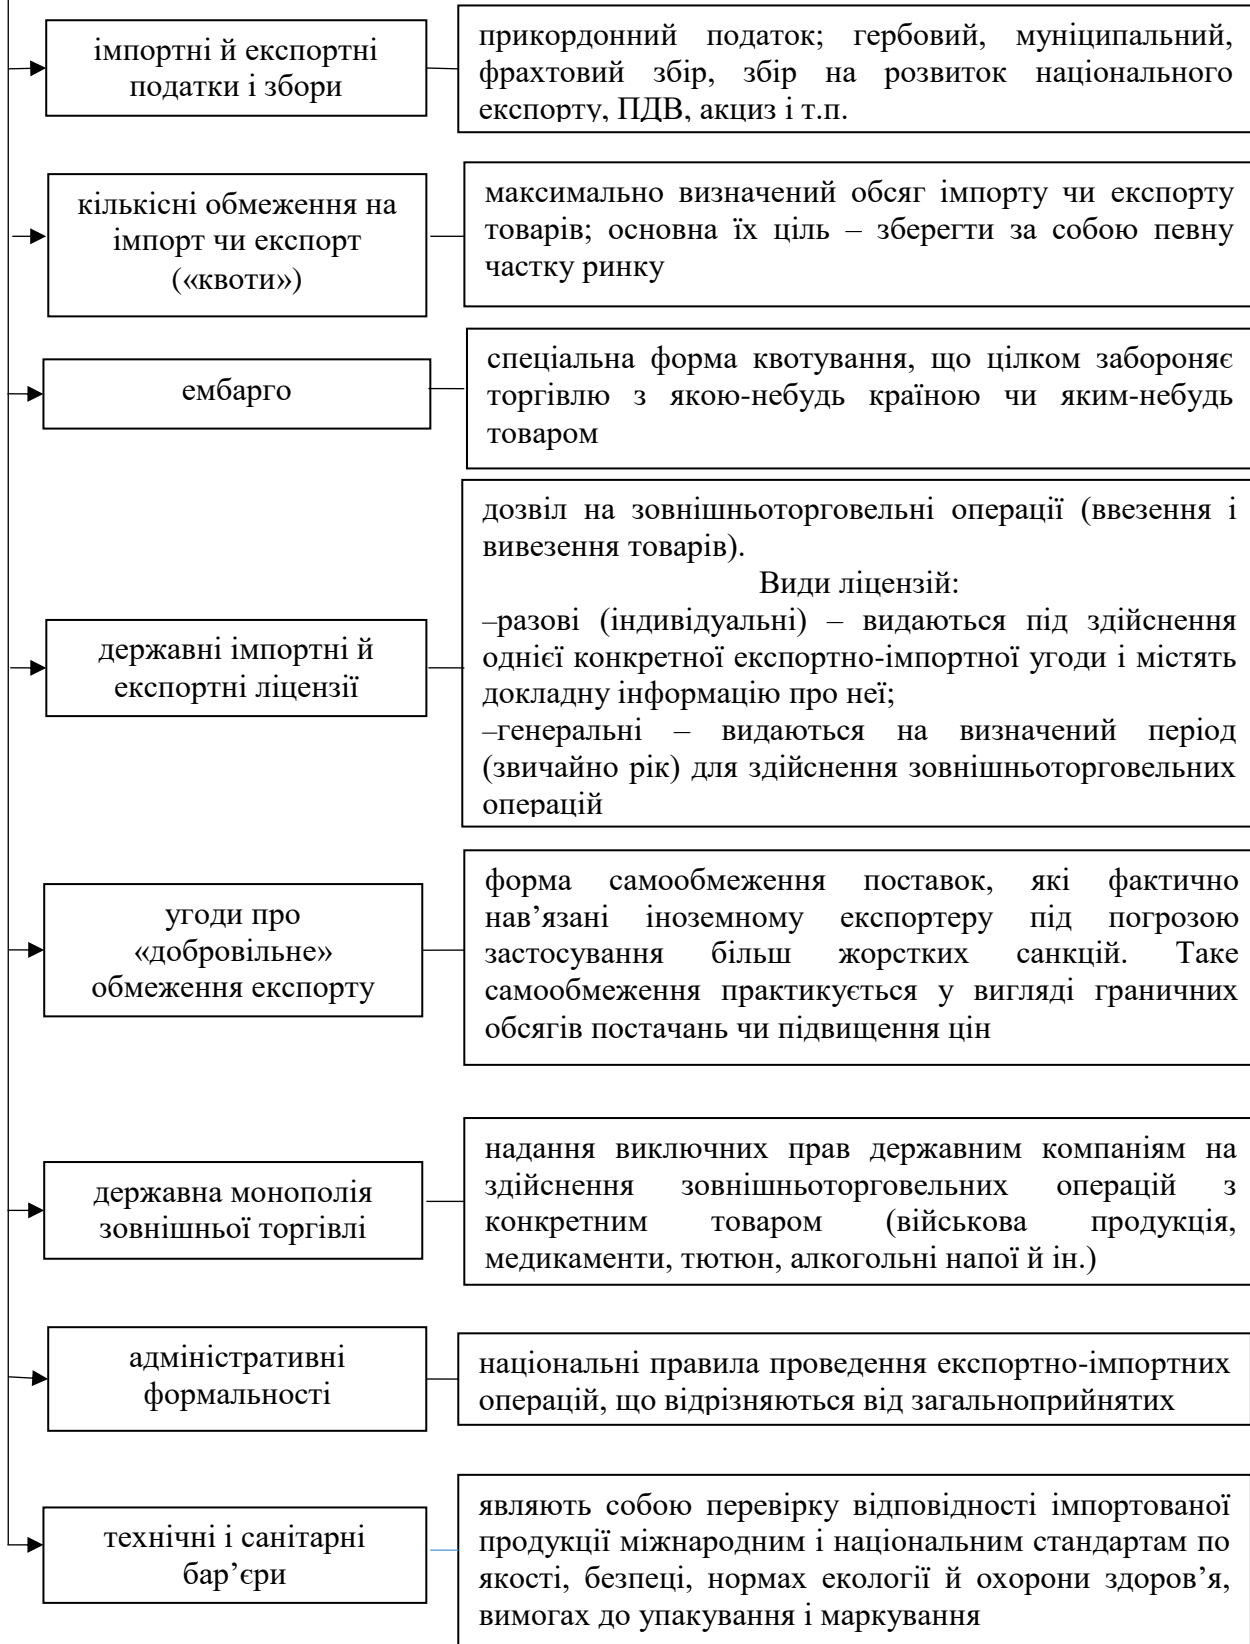 імпортні й експортні
податки і збори
прикордонний податок; гербовий, муніципальний,
фрахтовий збір, збір на розвиток національного
експорту, ПДВ, акциз і т.п.
кількісні обмеження на
імпорт чи експорт
(«квоти»)
максимально визначений обсяг імпорту чи експорту
товарів; основна їх ціль – зберегти за собою певну
частку ринку
ембарго
спеціальна форма квотування, що цілком забороняє
торгівлю з якою-небудь країною чи яким-небудь
товаром
державні імпортні й
експортні ліцензії
дозвіл на зовнішньоторговельні операції (ввезення і
вивезення товарів).
Види ліцензій:
–разові (індивідуальні) – видаються під здійснення
однієї конкретної експортно-імпортної угоди і містять
докладну інформацію про неї;
–генеральні – видаються на визначений період
(звичайно рік) для здійснення зовнішньоторговельних
операцій
угоди про
«добровільне»
обмеження експорту
форма самообмеження поставок, які фактично
нав’язані іноземному експортеру під погрозою
застосування більш жорстких санкцій. Таке
самообмеження практикується у вигляді граничних
обсягів постачань чи підвищення цін
державна монополія
зовнішньої торгівлі
надання виключних прав державним компаніям на
здійснення зовнішньоторговельних операцій з
конкретним товаром (військова продукція,
медикаменти, тютюн, алкогольні напої й ін.)
адміністративні
формальності
національні правила проведення експортно-імпортних
операцій, що відрізняються від загальноприйнятих
технічні і санітарні
бар’єри
являють собою перевірку відповідності імпортованої
продукції міжнародним і національним стандартам по
якості, безпеці, нормах екології й охорони здоров’я,
вимогах до упакування і маркування